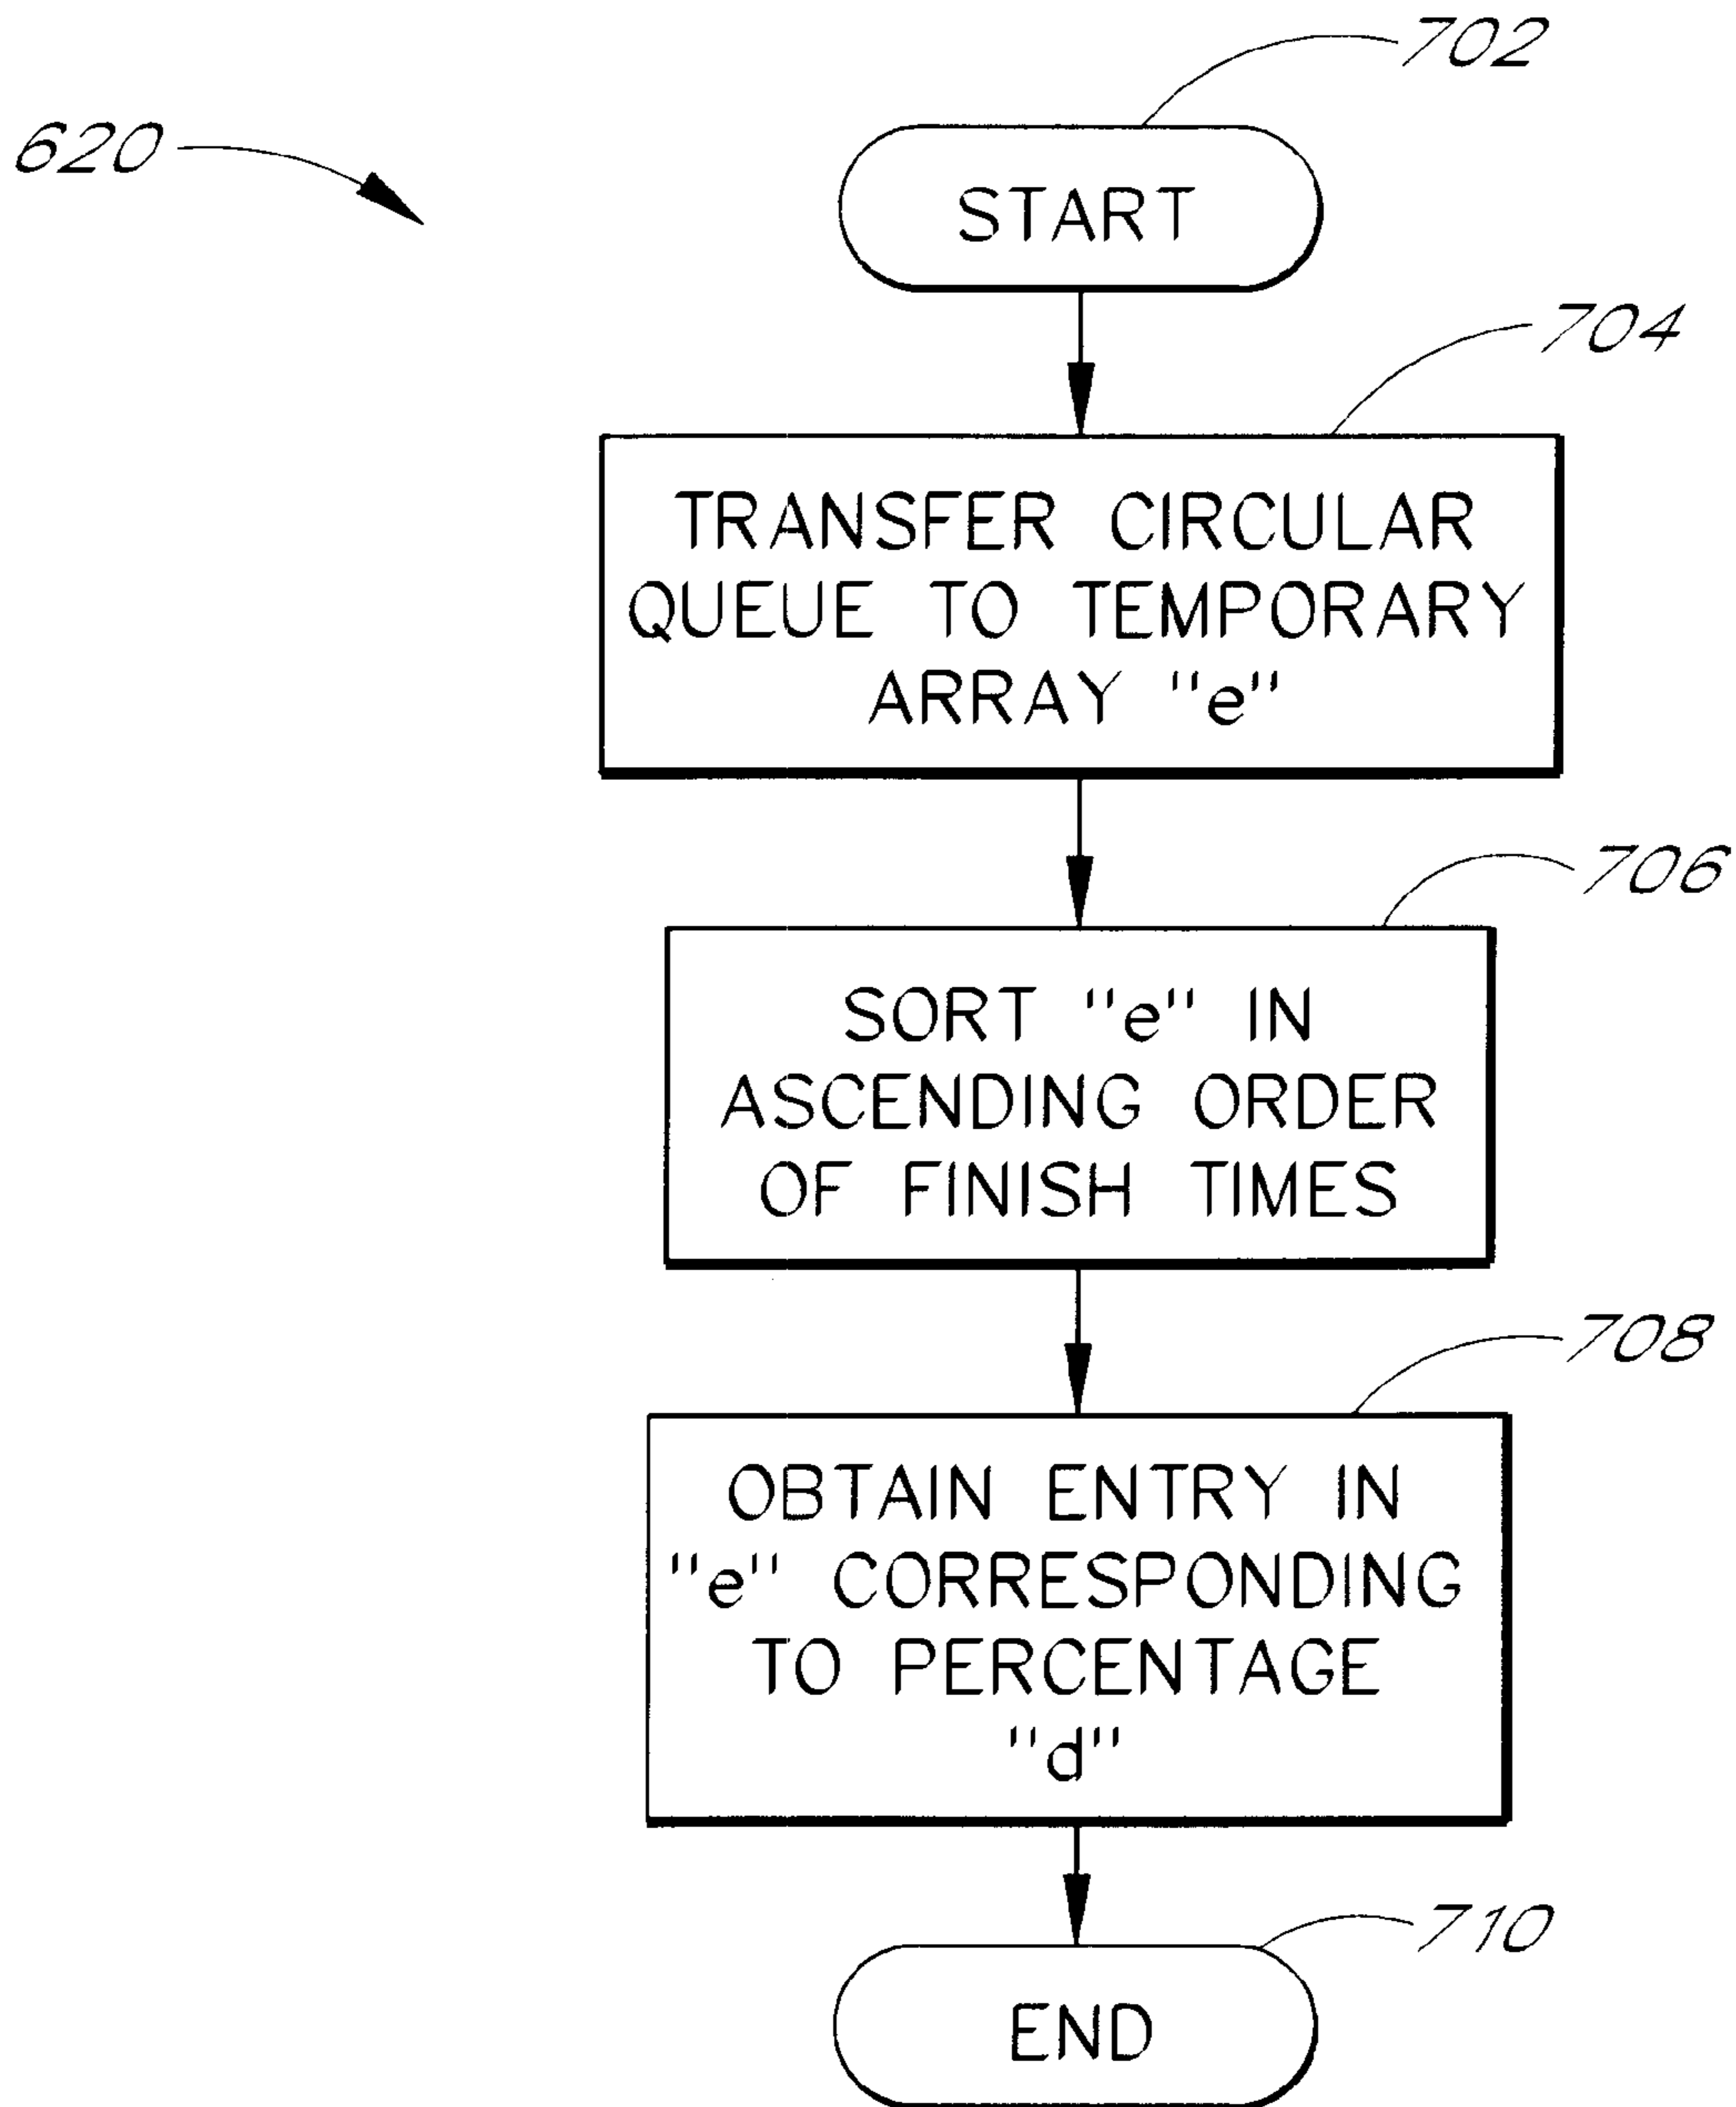 702
620
START
704
TRANSFER CIRCULAR
QUEUE TO TEMPORARY
ARRAY "e"
706
SORT "e" IN
ASCENDING ORDER
OF FINISH TIMES
708
OBTAIN ENTRY IN
"e" CORRESPONDING
TO PERCENTAGE
"d"
710
END